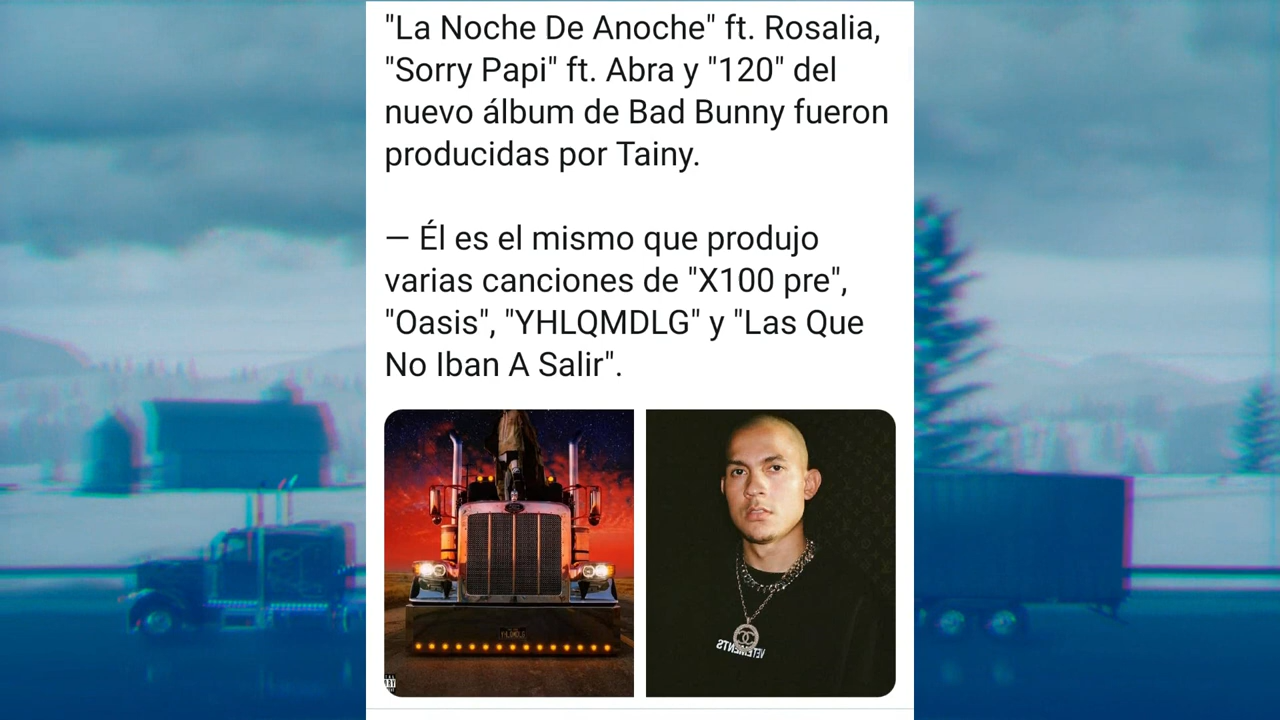 "La Noche De Anoche" ft. Rosalia,
"Sorry Papi" ft. Abra y "120" del
nuevo álbum de Bad Bunny fueron
producidas por Tainy.
— Él es el mismo que produjo
varias canciones de "X100 pre",
"Oasis", "YHLQMDLG" y "Las Que
No Iban A Salir".
YHLQMDLG
VETEMENTS